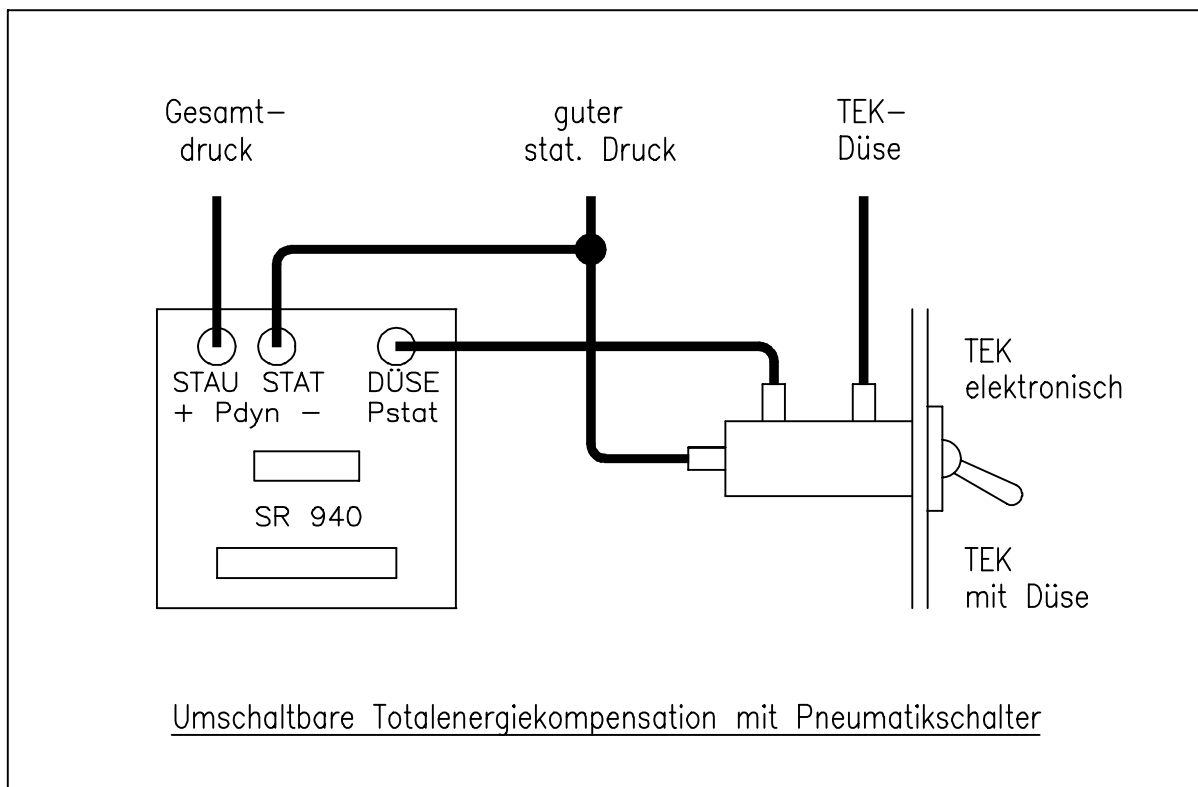 Gesamt–
druck
guter
stat. Druck
TEK–
Düse
STAU STAT
+ Pdyn –
DÜSE
Pstat
SR 940
TEK
elektronisch
TEK
mit Düse
Umschaltbare Totalenergiekompensation mit Pneumatikschalter